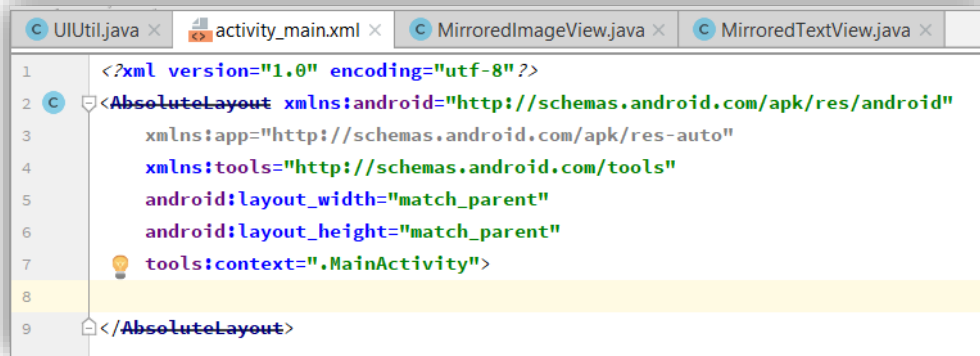 UIUtil.java activity_main.xml MirroredImageView.java MirroredTextView.java
1 <?xml version="1.0" encoding="utf-8"?>
2 C <AbsoluteLayout xmlns:android="http://schemas.android.com/apk/res/android"
3 xmlns:app="http://schemas.android.com/apk/res-auto"
4 xmlns:tools="http://schemas.android.com/tools"
5 android:layout_width="match_parent"
6 android:layout_height="match_parent"
7 tools:context=".MainActivity">
8
9 </AbsoluteLayout>